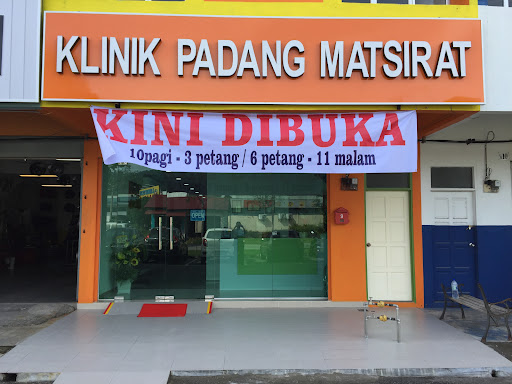 KLINIK PADANG MATSIRAT
KINI DIBUKA
10pagi - 3 petang / 6 petang - 11 malam
OPEN